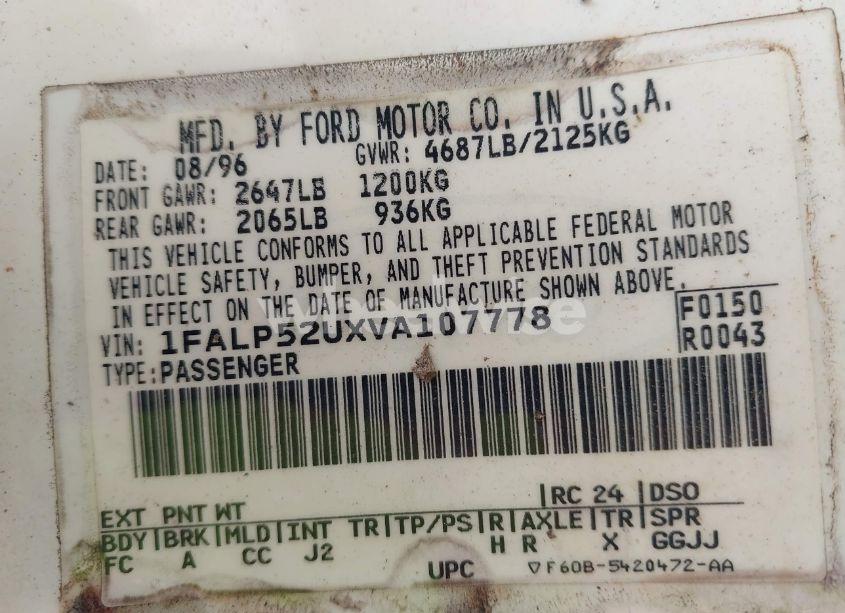 MFD. BY FORD MOTOR CO. IN U.S.A.
DATE: 08/96 GVWR: 4687LB/2125KG
FRONT GAWR: 2647LB 1200KG
REAR GAWR: 2065LB 936KG
THIS VEHICLE CONFORMS TO ALL APPLICABLE FEDERAL MOTOR
VEHICLE SAFETY, BUMPER, AND THEFT PREVENTION STANDARDS
IN EFFECT ON THE DATE OF MANUFACTURE SHOWN ABOVE.
VIN: 1FALP52UXVA107778 F0150
TYPE: PASSENGER R0043
EXT PNT WT RC 24 DSO
BDY BRK MLD INT TR TP/PS R AXLE TR SPR
FC A CC J2 H R X GGJJ
UPC ▽F60B-5420472-AA